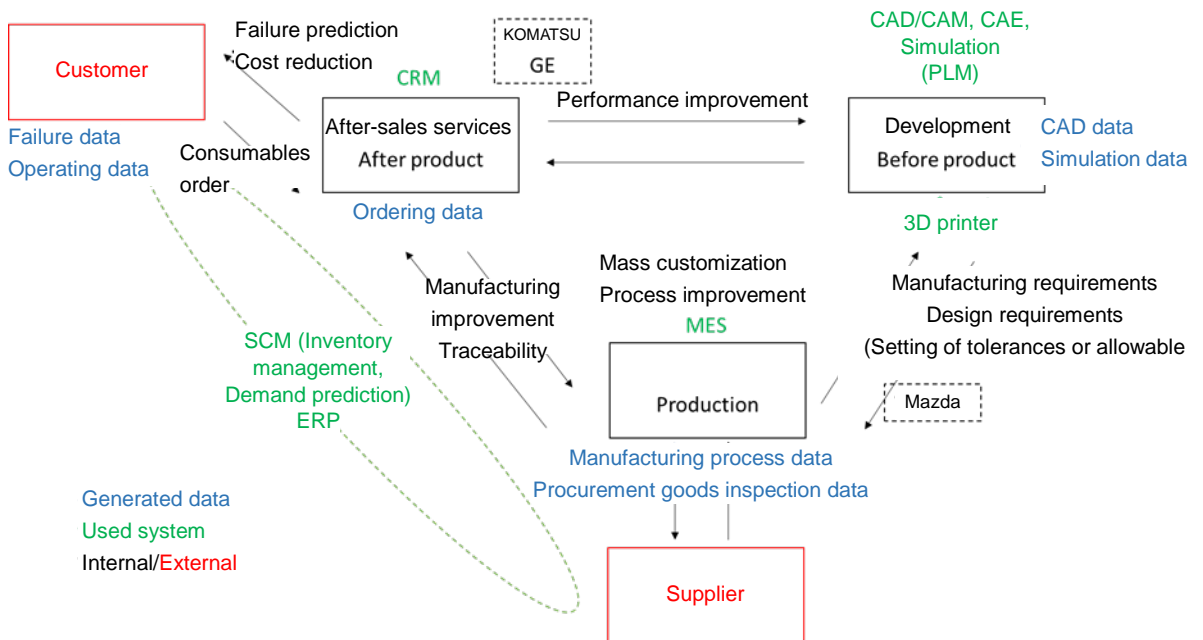 Customer
Failure data
Operating data
Failure prediction
Cost reduction
Consumables
order
CRM
After-sales services
After product
Ordering data
KOMATSU
GE
Performance improvement
CAD/CAM, CAE,
Simulation
(PLM)
Development
Before product
CAD data
Simulation data
3D printer
Manufacturing requirements
Design requirements
(Setting of tolerances or allowable
Mazda
Manufacturing
improvement
Traceability
Mass customization
Process improvement
MES
Production
Manufacturing process data
Procurement goods inspection data
SCM (Inventory
management,
Demand prediction)
ERP
Generated data
Used system
Internal/External
Supplier